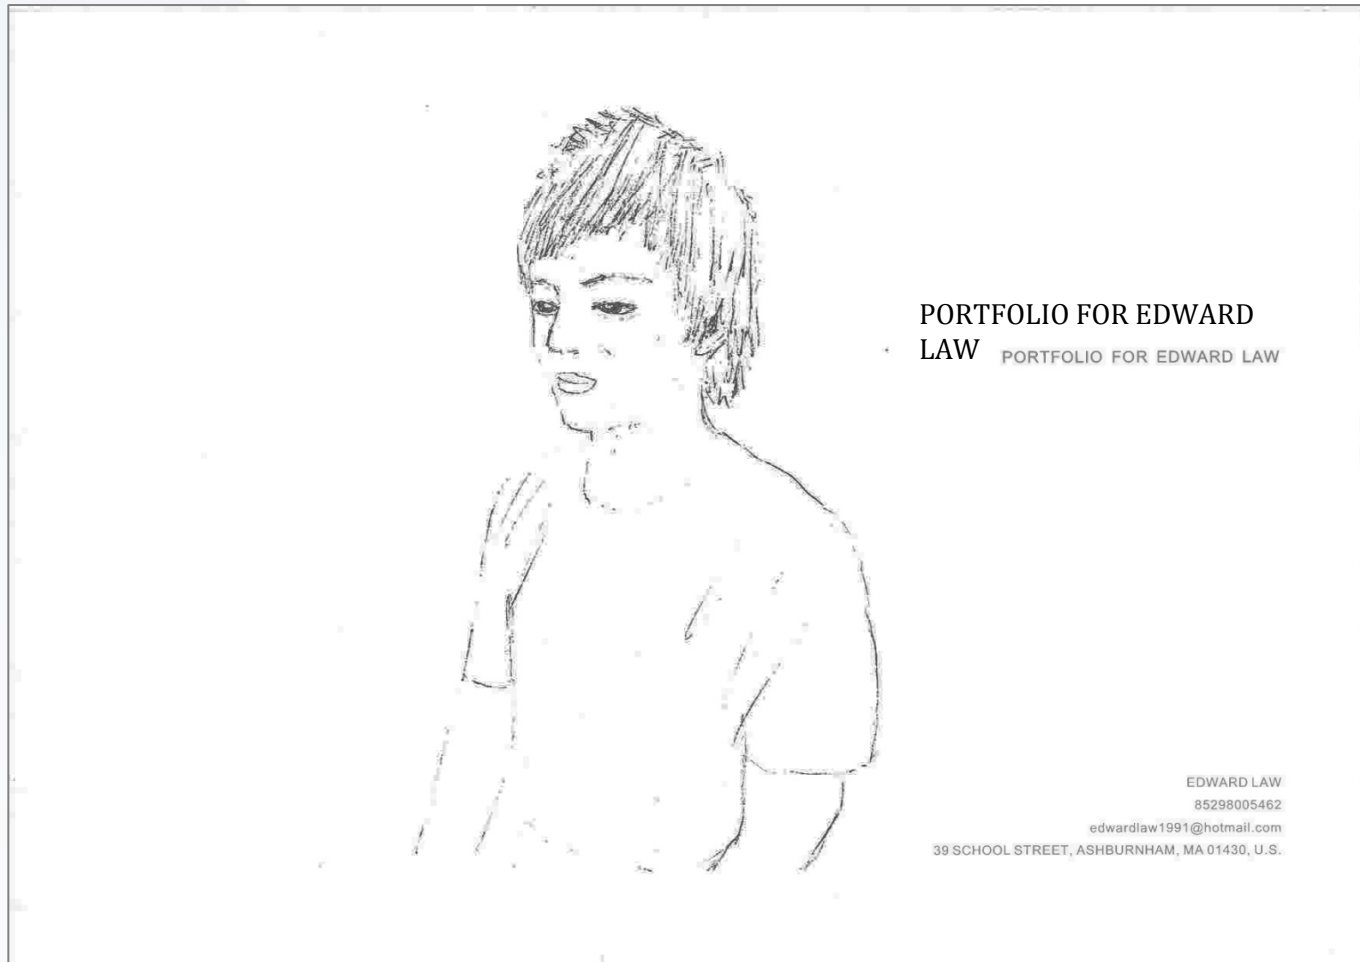 PORTFOLIO FOR EDWARD
LAW
PORTFOLIO FOR EDWARD LAW
EDWARD LAW
85298005462
edwardlaw1991@hotmail.com
39 SCHOOL STREET, ASHBURNHAM, MA 01430, U.S.